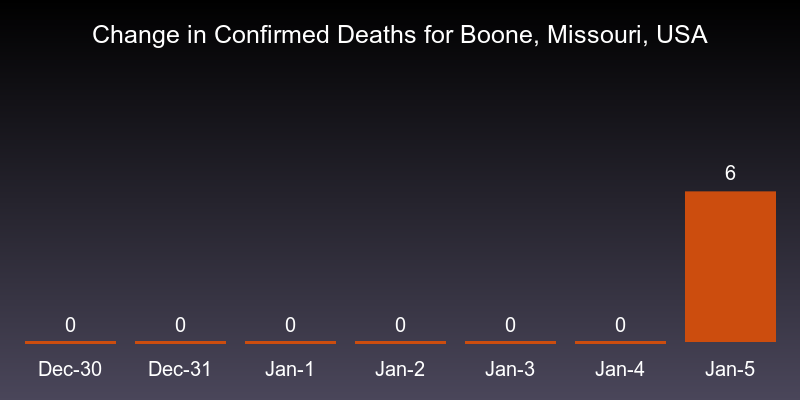 Change in Confirmed Deaths for Boone, Missouri, USA
6
0 0 0 0 0 0
Dec-30 Dec-31 Jan-1 Jan-2 Jan-3 Jan-4 Jan-5